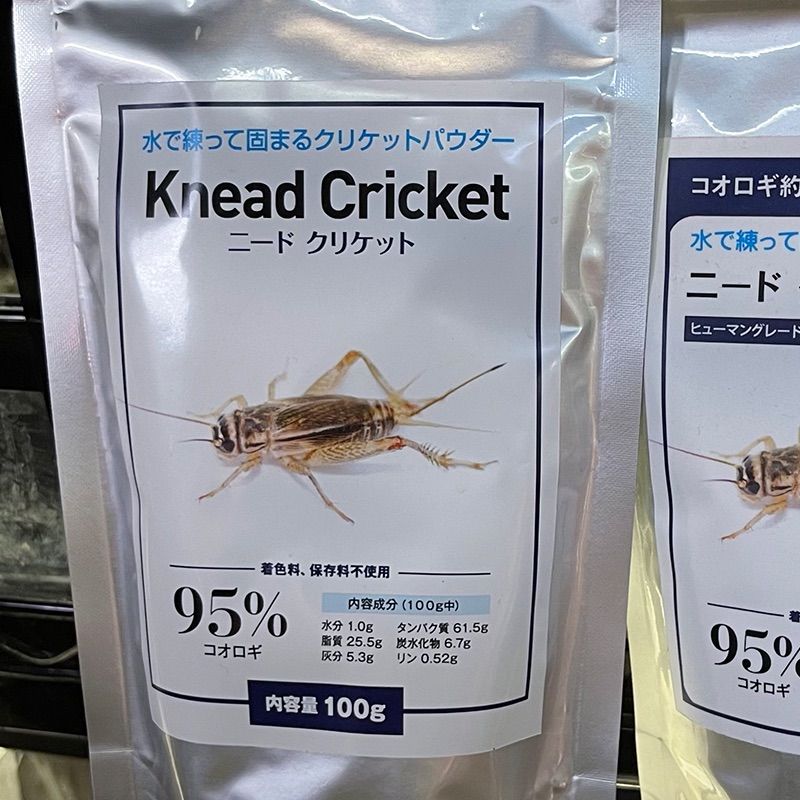 水で練って固まるクリケットパウダー
Knead Cricket
ニード クリケット
着色料、保存料不使用
95%
コオロギ
内容成分（100g中）
水分 1.0g タンパク質 61.5g
脂質 25.5g 炭水化物 6.7g
灰分 5.3g リン 0.52g
内容量 100g
コオロギ約
水で練って
ニード
ヒューマングレード
着
95%
コオロギ